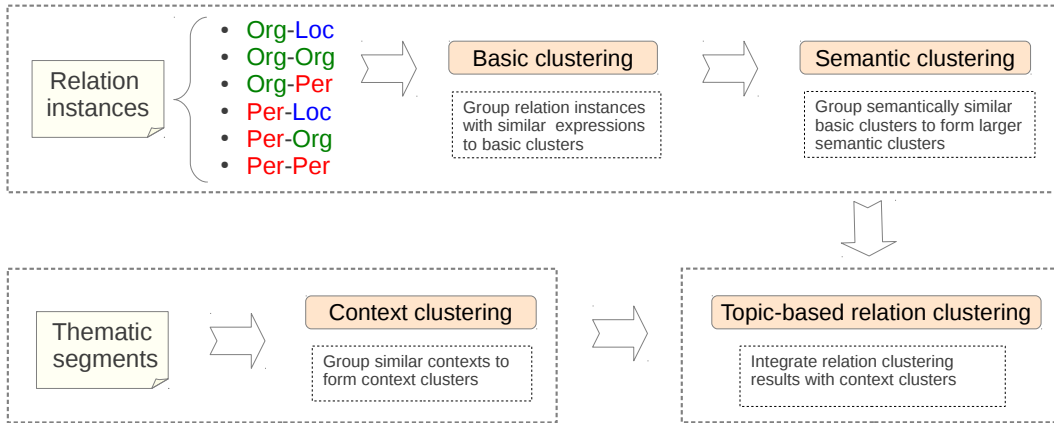 Relation
instances
• Org-Loc
• Org-Org
• Org-Per
• Per-Loc
• Per-Org
• Per-Per
Basic clustering
Group relation instances
with similar expressions
to basic clusters
Semantic clustering
Group semantically similar
basic clusters to form larger
semantic clusters
Thematic
segments
Context clustering
Group similar contexts to
form context clusters
Topic-based relation clustering
Integrate relation clustering
results with context clusters